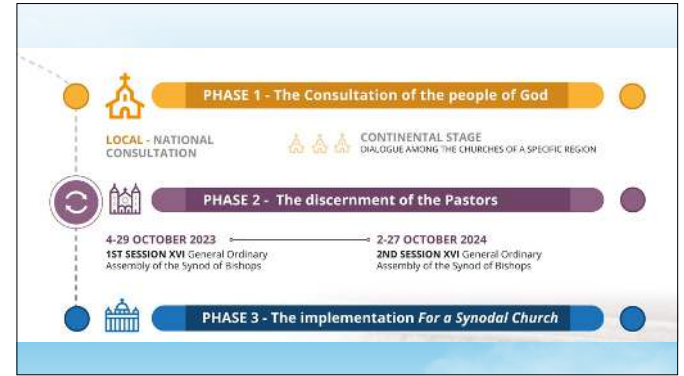 PHASE 1 - The Consultation of the people of God
LOCAL - NATIONAL
CONSULTATION
CONTINENTAL STAGE
DIALOGUE AMONG THE CHURCHES OF A SPECIFIC REGION
PHASE 2 - The discernment of the Pastors
4-29 OCTOBER 2023
1ST SESSION XVI General Ordinary
Assembly of the Synod of Bishops
2-27 OCTOBER 2024
2ND SESSION XVI General Ordinary
Assembly of the Synod of Bishops
PHASE 3 - The implementation For a Synodal Church